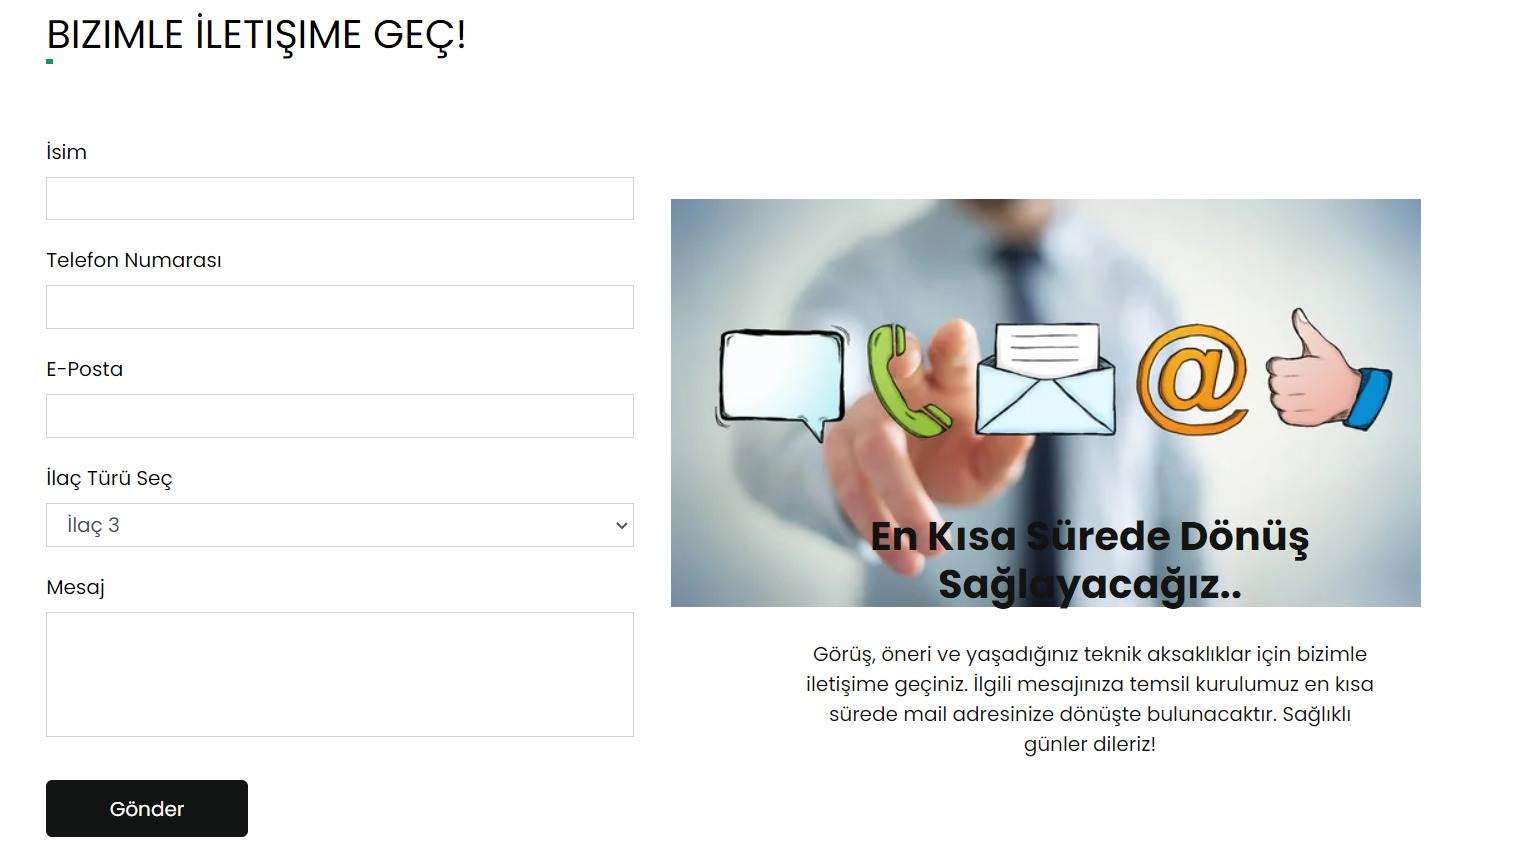 BIZIMLE İLETIŞIME GEÇ!
İsim
Telefon Numarası
E-Posta
İlaç Türü Seç
İlaç 3
Mesaj
Gönder
@
En Kısa Sürede Dönüş
Sağlayacağız..
Görüş, öneri ve yaşadığınız teknik aksaklıklar için bizimle
iletişime geçiniz. İlgili mesajınıza temsil kurulumuz en kısa
sürede mail adresinize dönüşte bulunacaktır. Sağlıklı
günler dileriz!